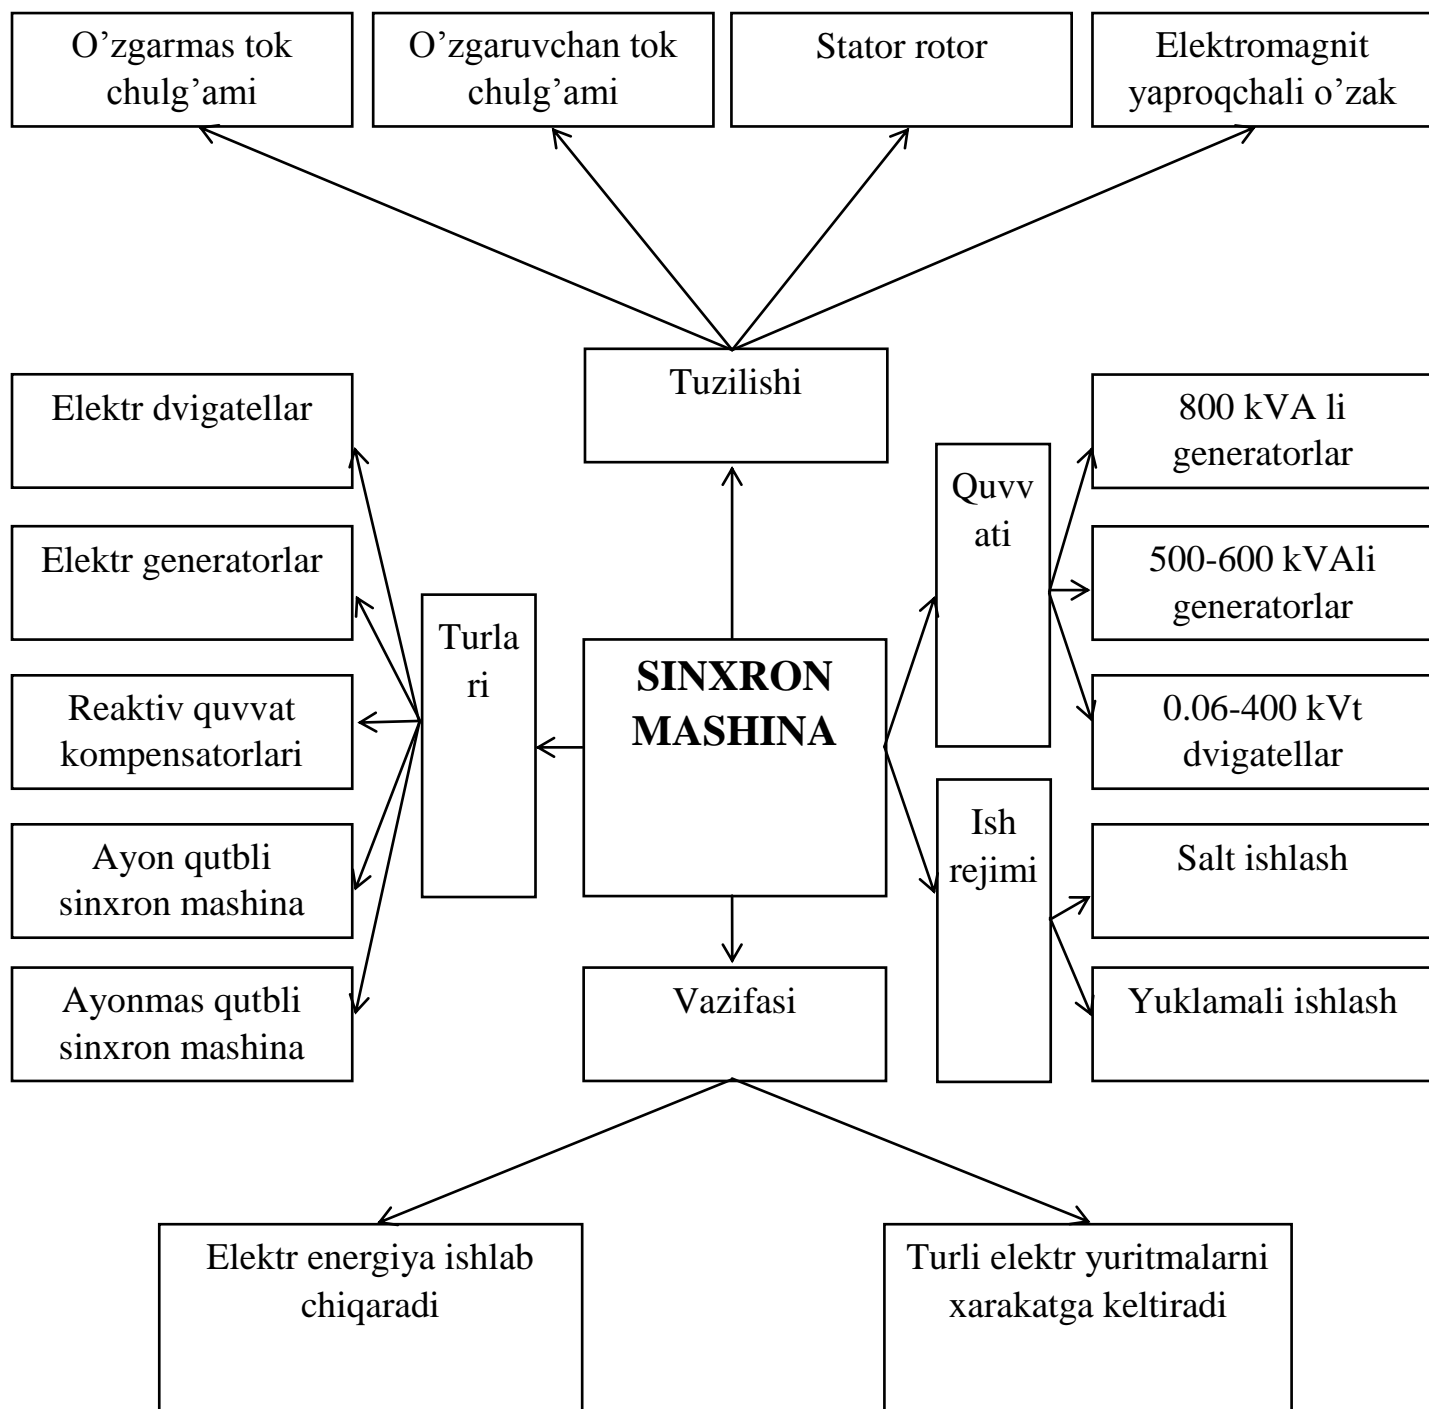 O’zgarmas tok
chulg’ami
O’zgaruvchan tok
chulg’ami
Stator rotor
Elektromagnit
yaproqchali o’zak
Tuzilishi
Elektr dvigatellar
Elektr generatorlar
Reaktiv quvvat
kompensatorlari
Ayon qutbli
sinxron mashina
Ayonmas qutbli
sinxron mashina
Turla
ri
SINXRON
MASHINA
Quvv
ati
800 kVA li
generatorlar
500-600 kVAli
generatorlar
0.06-400 kVt
dvigatellar
Ish
rejimi
Salt ishlash
Yuklamali ishlash
Vazifasi
Elektr energiya ishlab
chiqaradi
Turli elektr yuritmalarni
xarakatga keltiradi